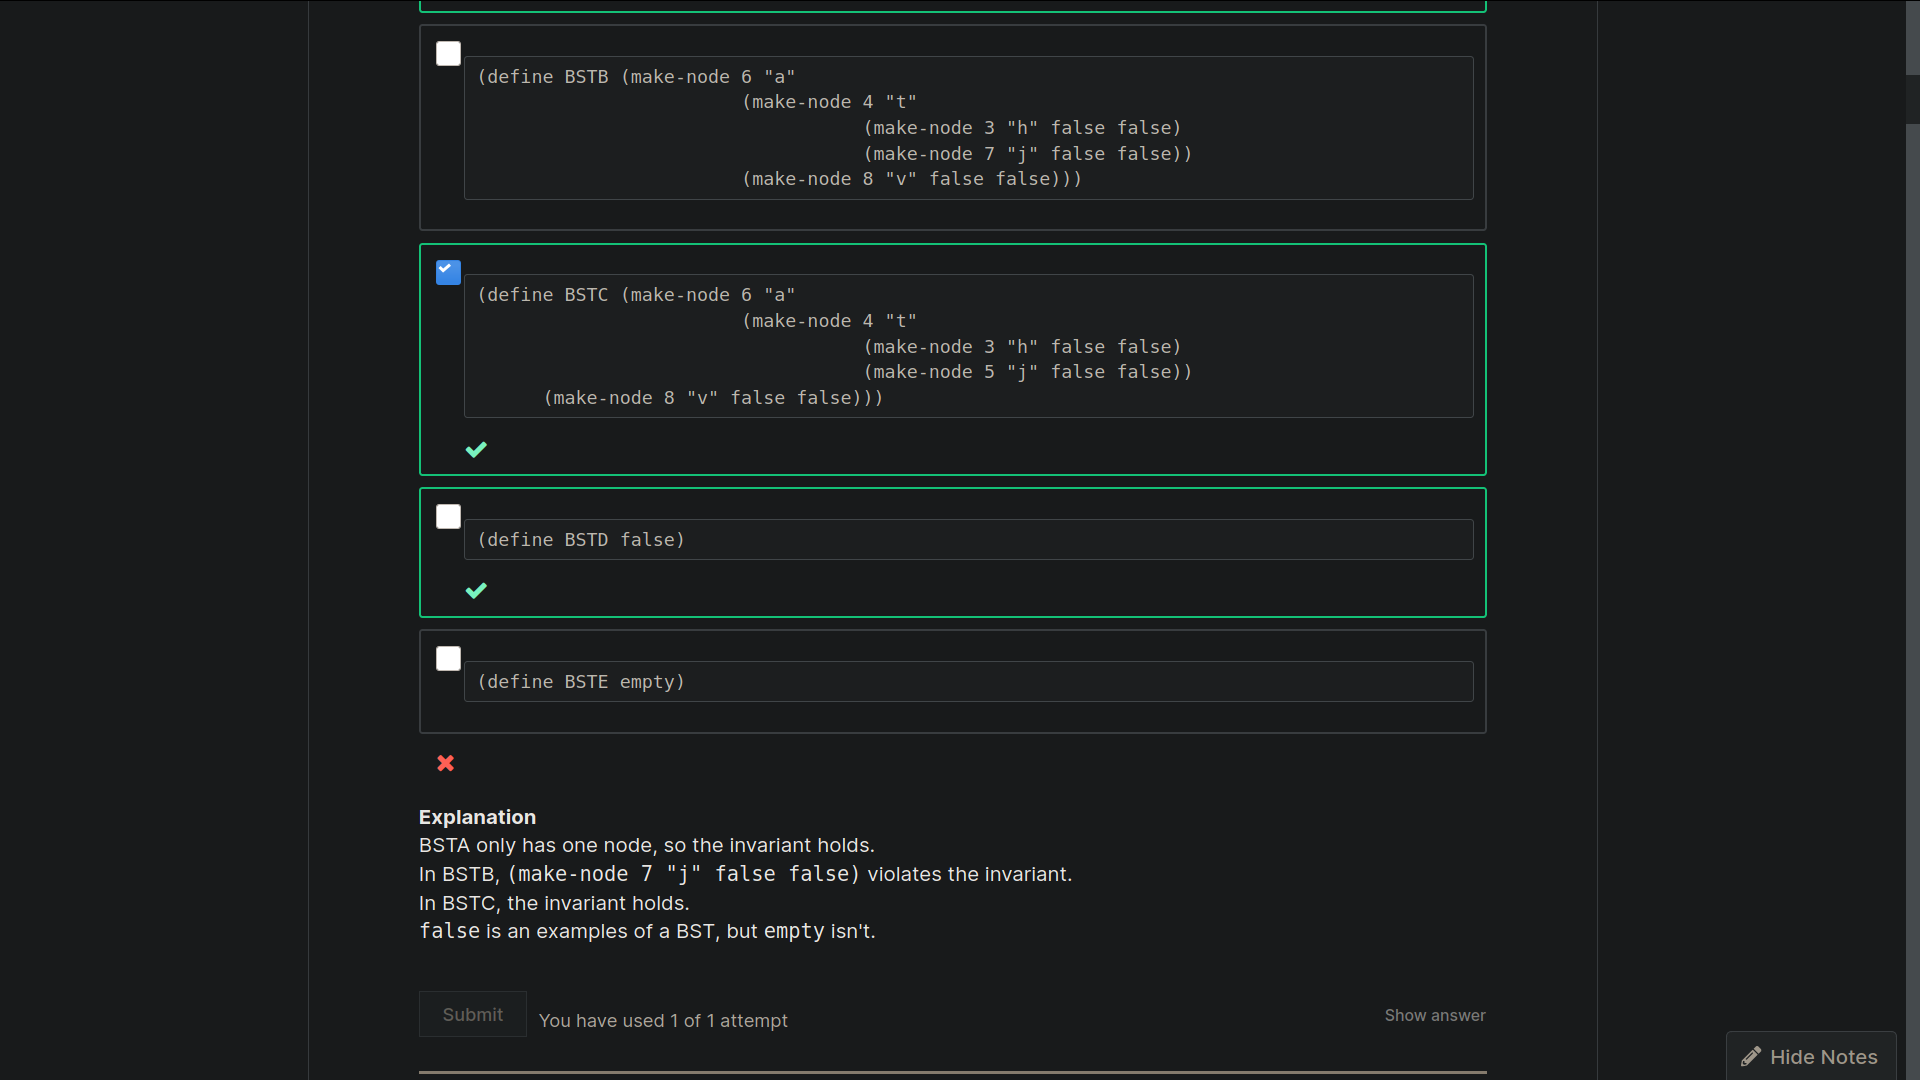 (define BSTB (make-node 6 "a"
(make-node 4 "t"
(make-node 3 "h" false false)
(make-node 7 "j" false false))
(make-node 8 "v" false false)))
(define BSTC (make-node 6 "a"
(make-node 4 "t"
(make-node 3 "h" false false)
(make-node 5 "j" false false))
(make-node 8 "v" false false)))
(define BSTD false)
(define BSTE empty)
Explanation
BSTA only has one node, so the invariant holds.
In BSTB, (make-node 7 "j" false false) violates the invariant.
In BSTC, the invariant holds.
false is an examples of a BST, but empty isn't.
Submit
You have used 1 of 1 attempt
Show answer
Hide Notes